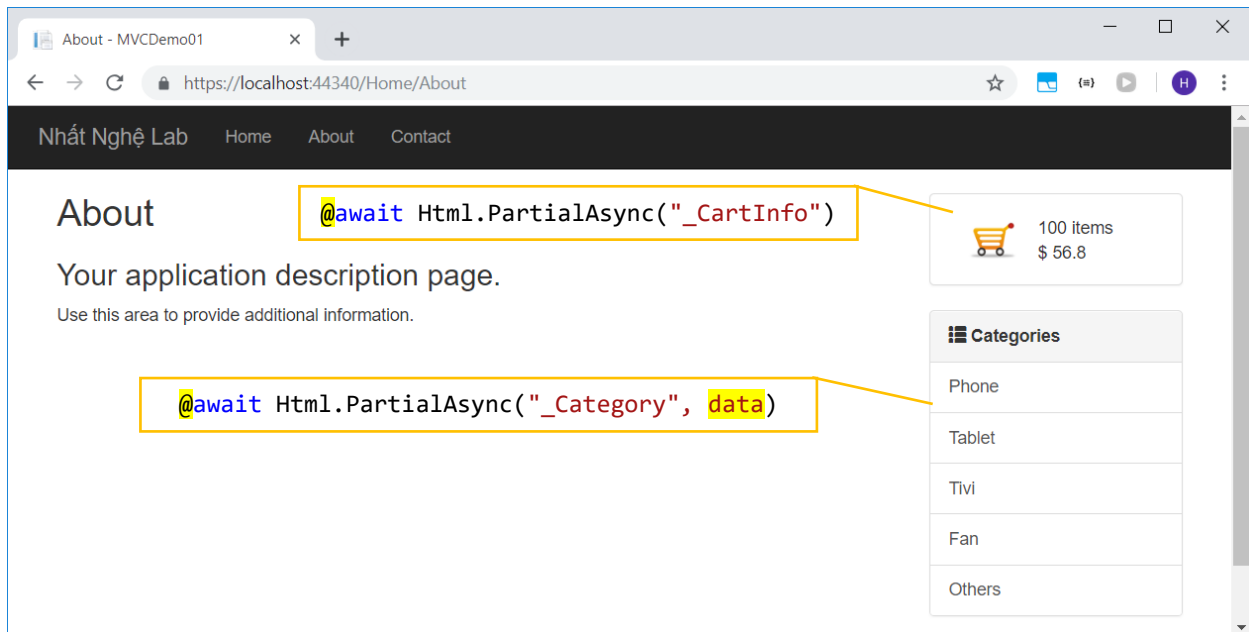 About - MVCDemo01
https://localhost:44340/Home/About
{≡}
H
Nhất Nghệ Lab Home About Contact
About
@await Html.PartialAsync("_CartInfo")
100 items
$ 56.8
Your application description page.
Use this area to provide additional information.
Categories
@await Html.PartialAsync("_Category", data)
Phone
Tablet
Tivi
Fan
Others